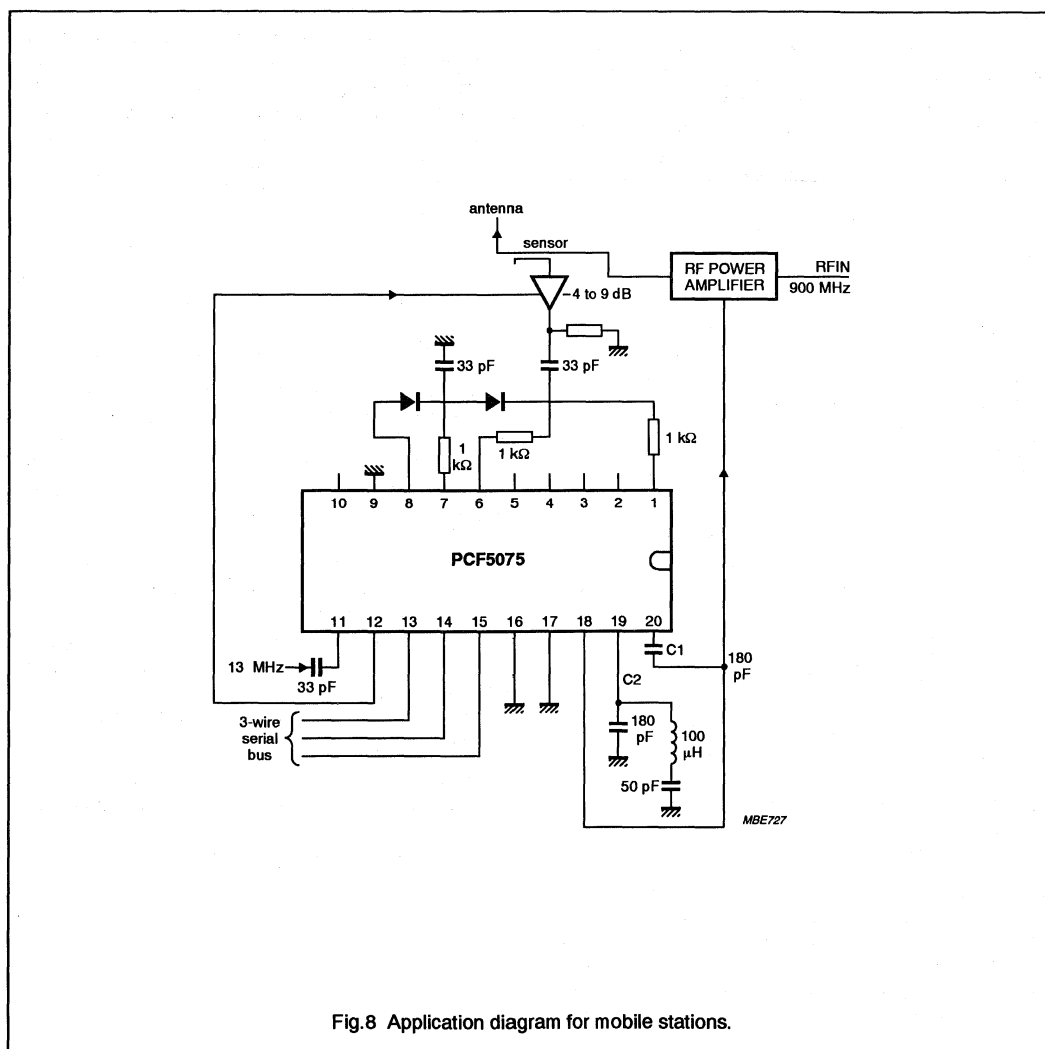 antenna
sensor
RF POWER
AMPLIFIER
RFIN
900 MHz
4 to 9 dB
33 pF
33 pF
1
kΩ
1 kΩ
1 kΩ
10
9
8
7
6
5
4
3
2
1
PCF5075
11
12
13
14
15
16
17
18
19
20
C1
13 MHz
33 pF
180
pF
C2
3-wire
serial
bus
180
pF
100
μH
50 pF
MBE727
Fig.8 Application diagram for mobile stations.